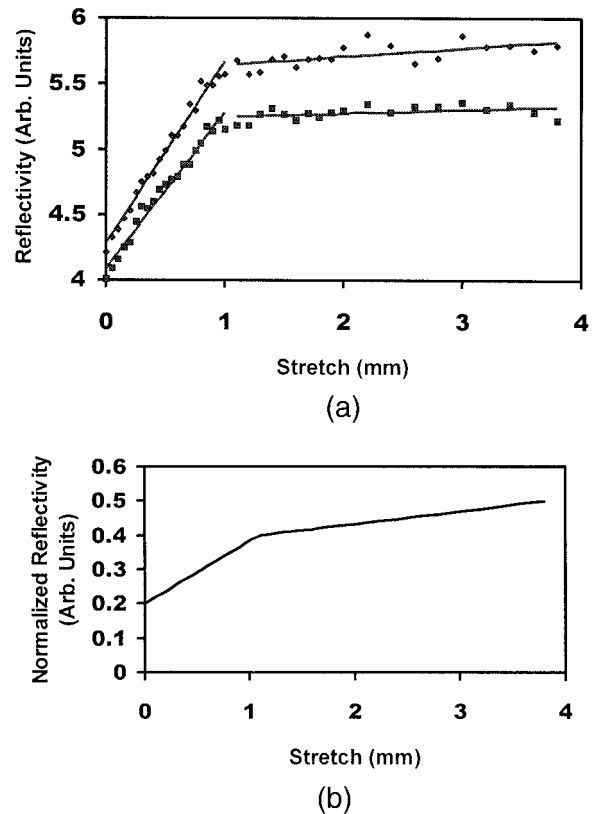 6
5.5
5
4.5
4
Reflectivity (Arb. Units)
0 1 2 3 4
Stretch (mm)
(a)
0.6
0.5
0.4
0.3
0.2
0.1
0
Normalized Reflectivity
(Arb. Units)
0 1 2 3 4
Stretch (mm)
(b)